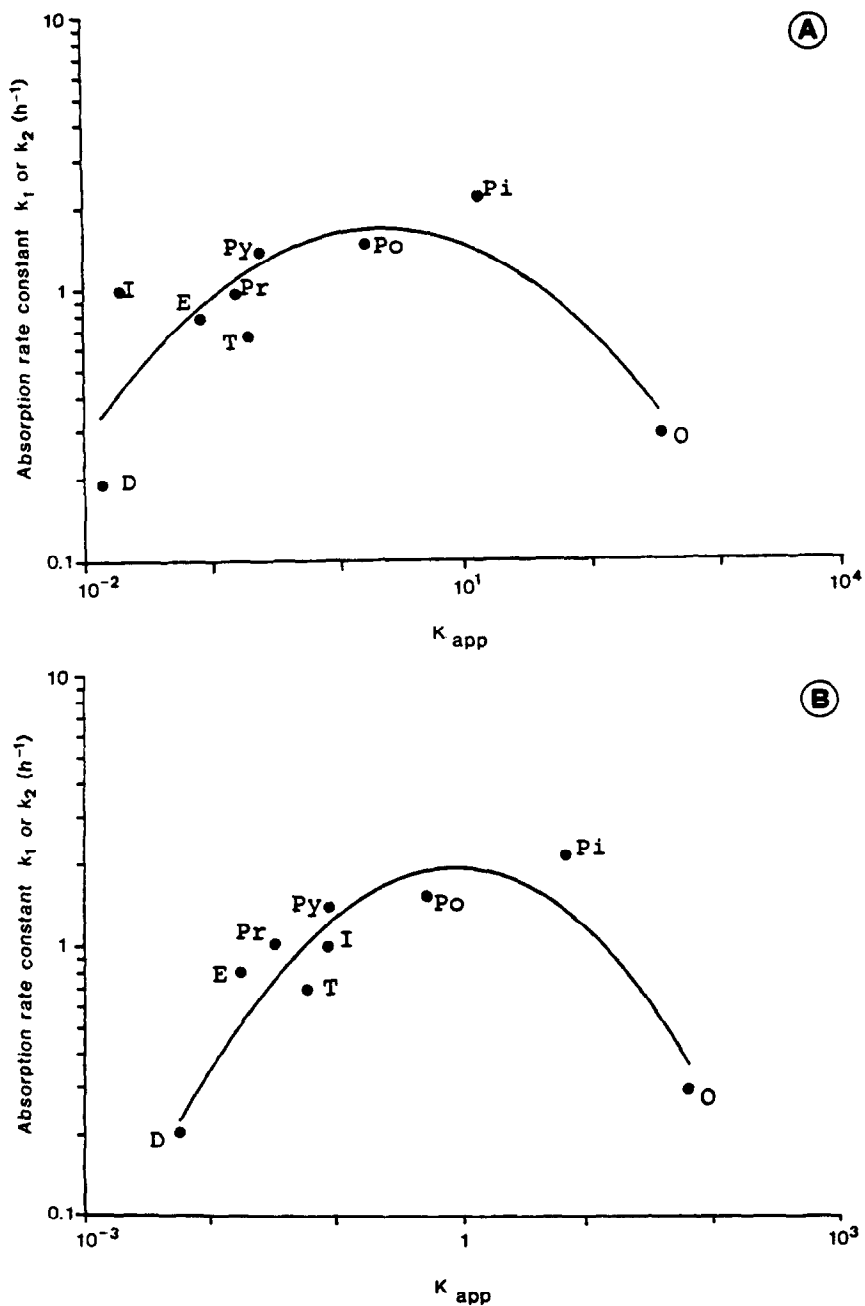 A
Absorption rate constant k₁ or k₂ (h⁻¹)
10
1
0.1
Pi
Py
Po
I
E
Pr
T
D
O
10⁻²
10¹
10⁴
K app
B
Absorption rate constant k₁ or k₂ (h⁻¹)
10
1
0.1
Pi
Py
Po
Pr
I
E
T
D
O
10⁻³
1
10³
K app